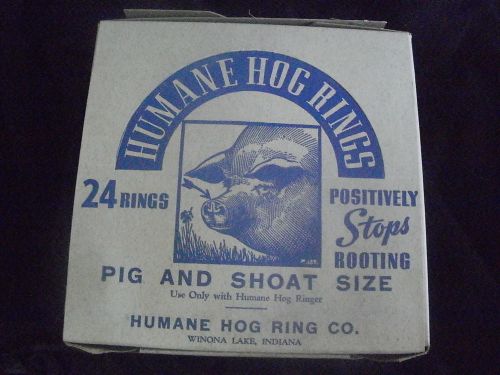 HUMANE HOG RINGS
24 RINGS
POSITIVELY
Stops
ROOTING
PIG AND SHOAT SIZE
Use Only with Humane Hog Ringer
HUMANE HOG RING CO.
WINONA LAKE, INDIANA